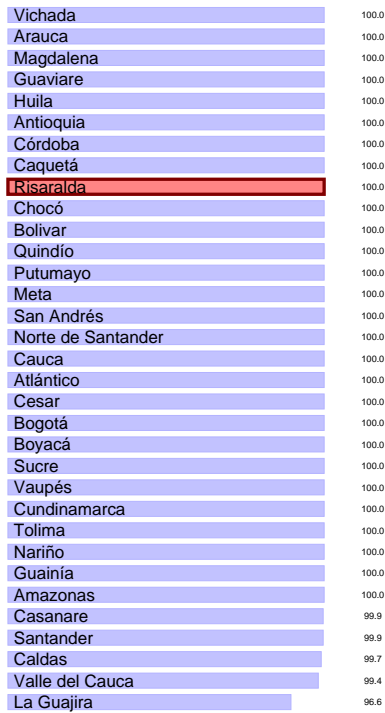 Vichada 100.0
Arauca 100.0
Magdalena 100.0
Guaviare 100.0
Huila 100.0
Antioquia 100.0
Córdoba 100.0
Caquetá 100.0
Risaralda 100.0
Chocó 100.0
Bolivar 100.0
Quindío 100.0
Putumayo 100.0
Meta 100.0
San Andrés 100.0
Norte de Santander 100.0
Cauca 100.0
Atlántico 100.0
Cesar 100.0
Bogotá 100.0
Boyacá 100.0
Sucre 100.0
Vaupés 100.0
Cundinamarca 100.0
Tolima 100.0
Nariño 100.0
Guainía 100.0
Amazonas 100.0
Casanare 99.9
Santander 99.9
Caldas 99.7
Valle del Cauca 99.4
La Guajira 96.6